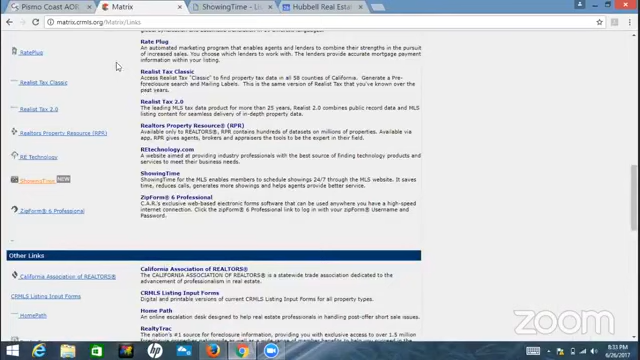 Pismo Coast AOR
Matrix
ShowingTime - Lis
Hubbell Real Estat
matrix.crmls.org/Matrix/Links
RatePlug
Rate Plug
An automated marketing program that enables agents and lenders to combine their strengths in the pursuit
of increased sales. You choose which lenders to work with. The lenders provide accurate mortgage payment
information within your listing.
Realist Tax Classic
Realist Tax Classic
Access Realist Tax "Classic" to find property tax data in all 58 counties of California. Generate a Pre-
Foreclosure search and Mailing Labels. This is the same version of Realist Tax that you've known over the
past years.
Realist Tax 2.0
Realist Tax 2.0
The leading MLS tax data product for more than 25 years, Realist 2.0 combines public record data and MLS
listing content for seamless delivery of in-depth property data.
Realtors Property Resource (RPR)
Realtors Property Resource® (RPR)
Available only to REALTORS®, RPR contains hundreds of datasets on millions of properties. Available via
app, RPR gives agents, brokers and appraisers the tools to be the expert in their field.
RE Technology
REtechnology.com
A website aimed at providing industry professionals with the best source of finding technology products and
services to meet their business needs.
ShowingTime NEW
ShowingTime
ShowingTime for the MLS enables members to schedule showings 24/7 through the MLS website. It saves
time, reduces calls, generates more showings and helps agents provide better service.
ZipForm® 6 Professional
ZipForm® 6 Professional
C.A.R.'s exclusive web-based electronic forms software that can be used anywhere you have a high-speed
internet connection. Click the zipForm® 6 Professional link to log in with your zipForm® Username and
Password.
Other Links
California Association of REALTORS®
California Association of REALTORS®
The CALIFORNIA ASSOCIATION OF REALTORS® is a statewide trade association dedicated to the
advancement of professionalism in real estate.
CRMLS Listing Input Forms
CRMLS Listing Input Forms
Digital and printable versions of current CRMLS Listing Input Forms for all property types.
HomePath
Home Path
An online escalation desk designed to help real estate professionals in handling post-offer short sale issues.
RealtyTrac
The nation's #1 source for foreclosure information, providing you with exclusive access to over 1.5 million
zoom
8:33 PM
6/26/2017